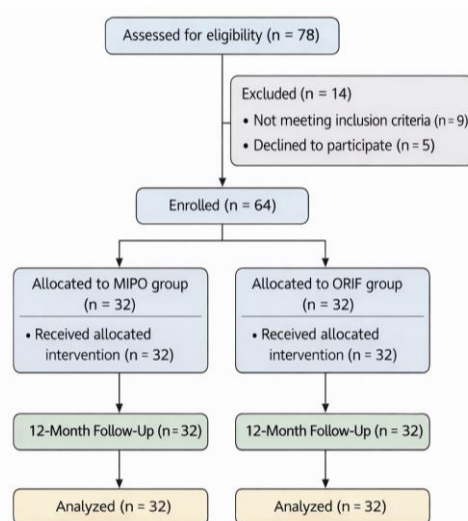 Assessed for eligibility (n = 78)
Excluded (n = 14)
• Not meeting inclusion criteria (n = 9)
• Declined to participate (n = 5)
Enrolled (n = 64)
Allocated to MIPO group
(n = 32)
• Received allocated
intervention (n = 32)
Allocated to ORIF group
(n = 32)
• Received allocated
intervention (n = 32)
12-Month Follow-Up (n = 32)
12-Month Follow-Up (n = 32)
Analyzed (n = 32)
Analyzed (n = 32)